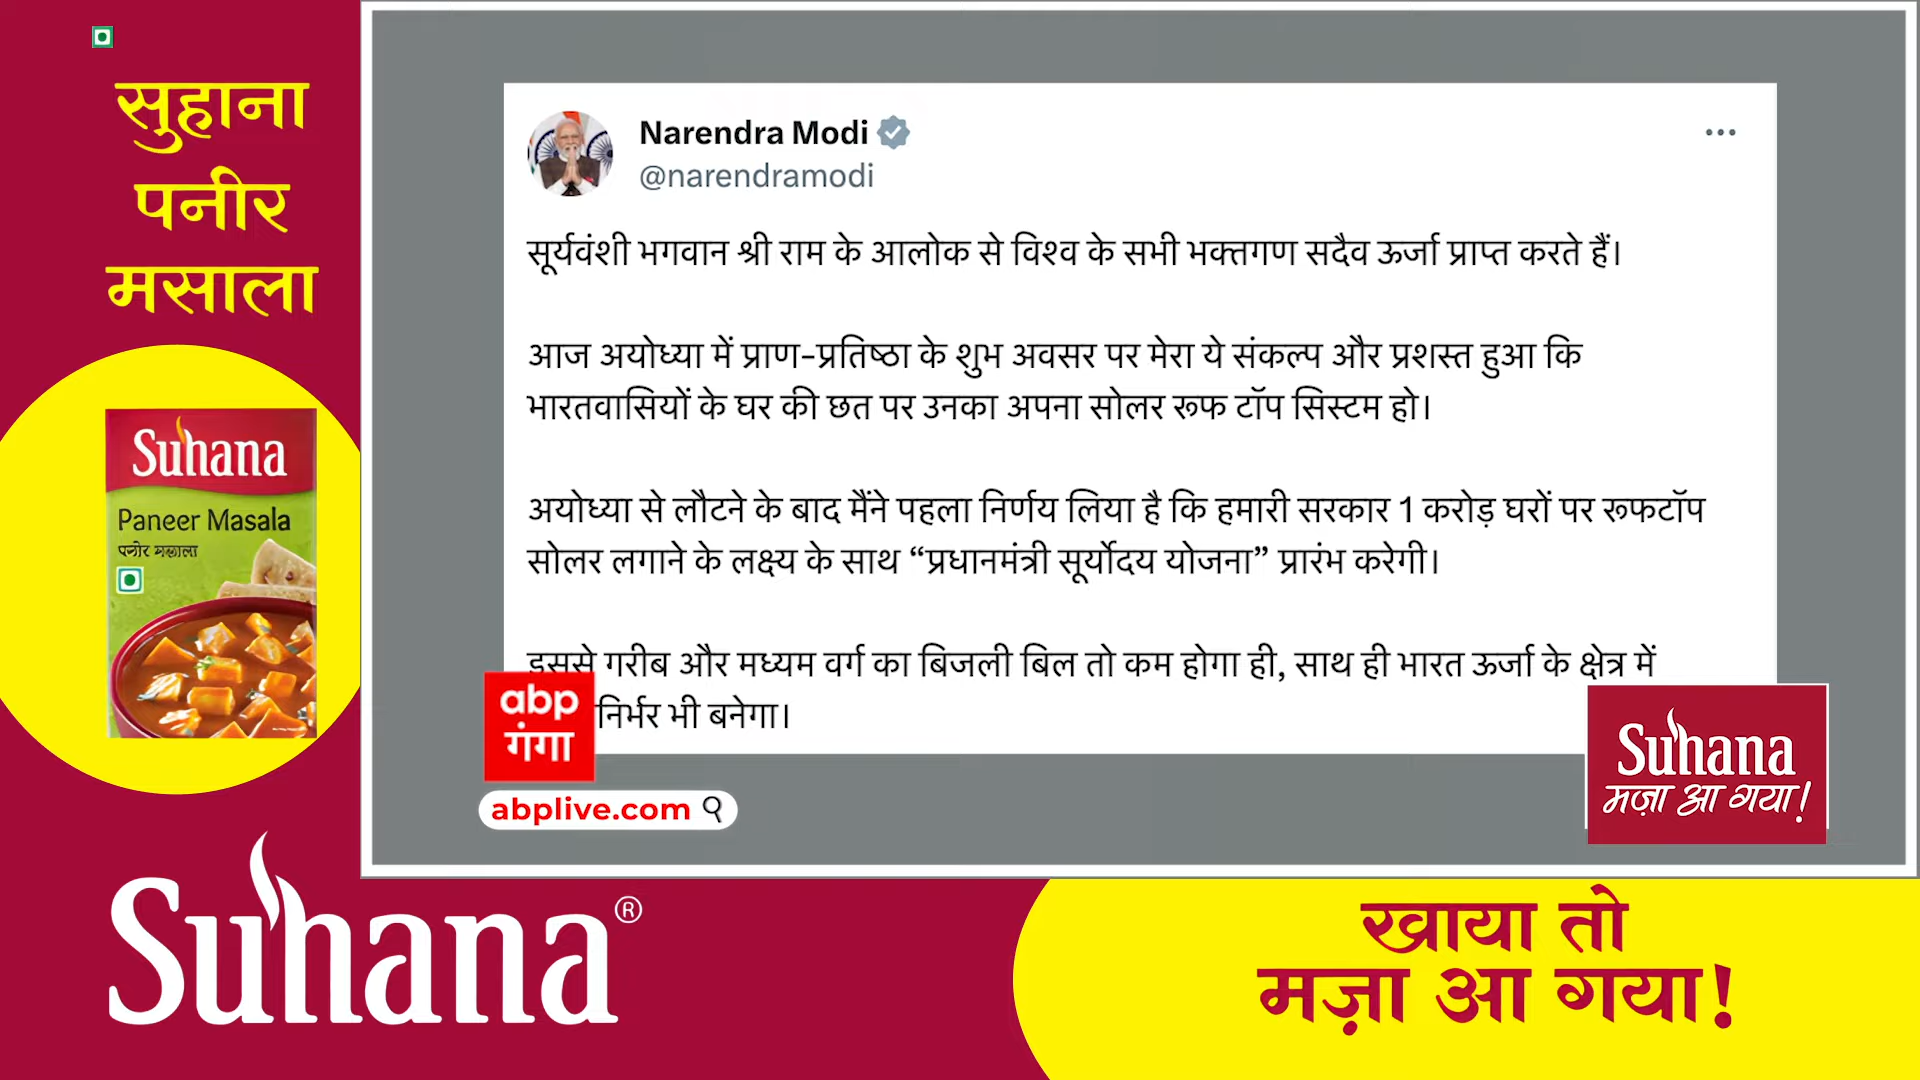 सुहाना
पनीर
मसाला
Suhana
Paneer Masala
पनीर मसाला
Suhana®
Narendra Modi
@narendramodi
सूर्यवंशी भगवान श्री राम के आलोक से विश्व के सभी भक्तगण सदैव ऊर्जा प्राप्त करते हैं।
आज अयोध्या में प्राण-प्रतिष्ठा के शुभ अवसर पर मेरा ये संकल्प और प्रशस्त हुआ कि
भारतवासियों के घर की छत पर उनका अपना सोलर रूफ टॉप सिस्टम हो।
अयोध्या से लौटने के बाद मैंने पहला निर्णय लिया है कि हमारी सरकार 1 करोड़ घरों पर रूफटॉप
सोलर लगाने के लक्ष्य के साथ “प्रधानमंत्री सूर्योदय योजना” प्रारंभ करेगी।
इससे गरीब और मध्यम वर्ग का बिजली बिल तो कम होगा ही, साथ ही भारत ऊर्जा के क्षेत्र में
निर्भर भी बनेगा।
abp
गंगा
abplive.com
Suhana
मज़ा आ गया!
खाया तो
मज़ा आ गया!